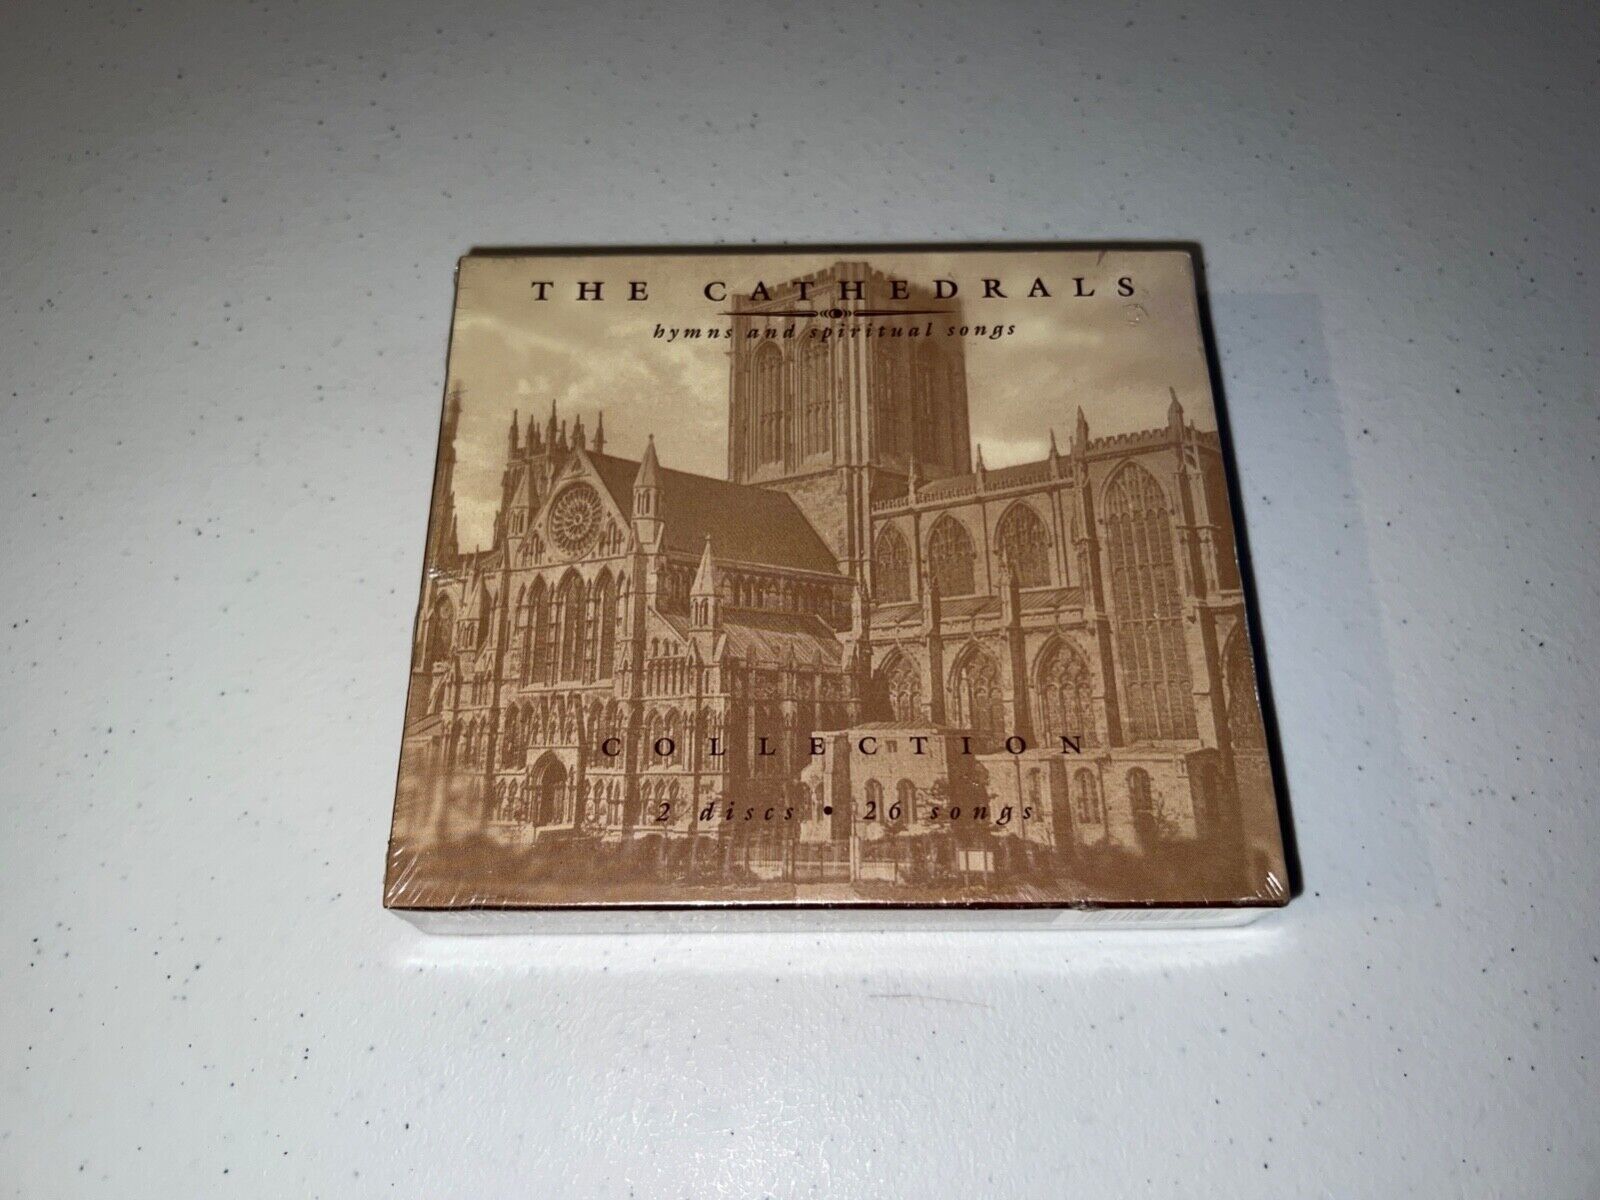 THE CATHEDRALS
hymns and spiritual songs
COLLECTION
2 discs • 26 songs